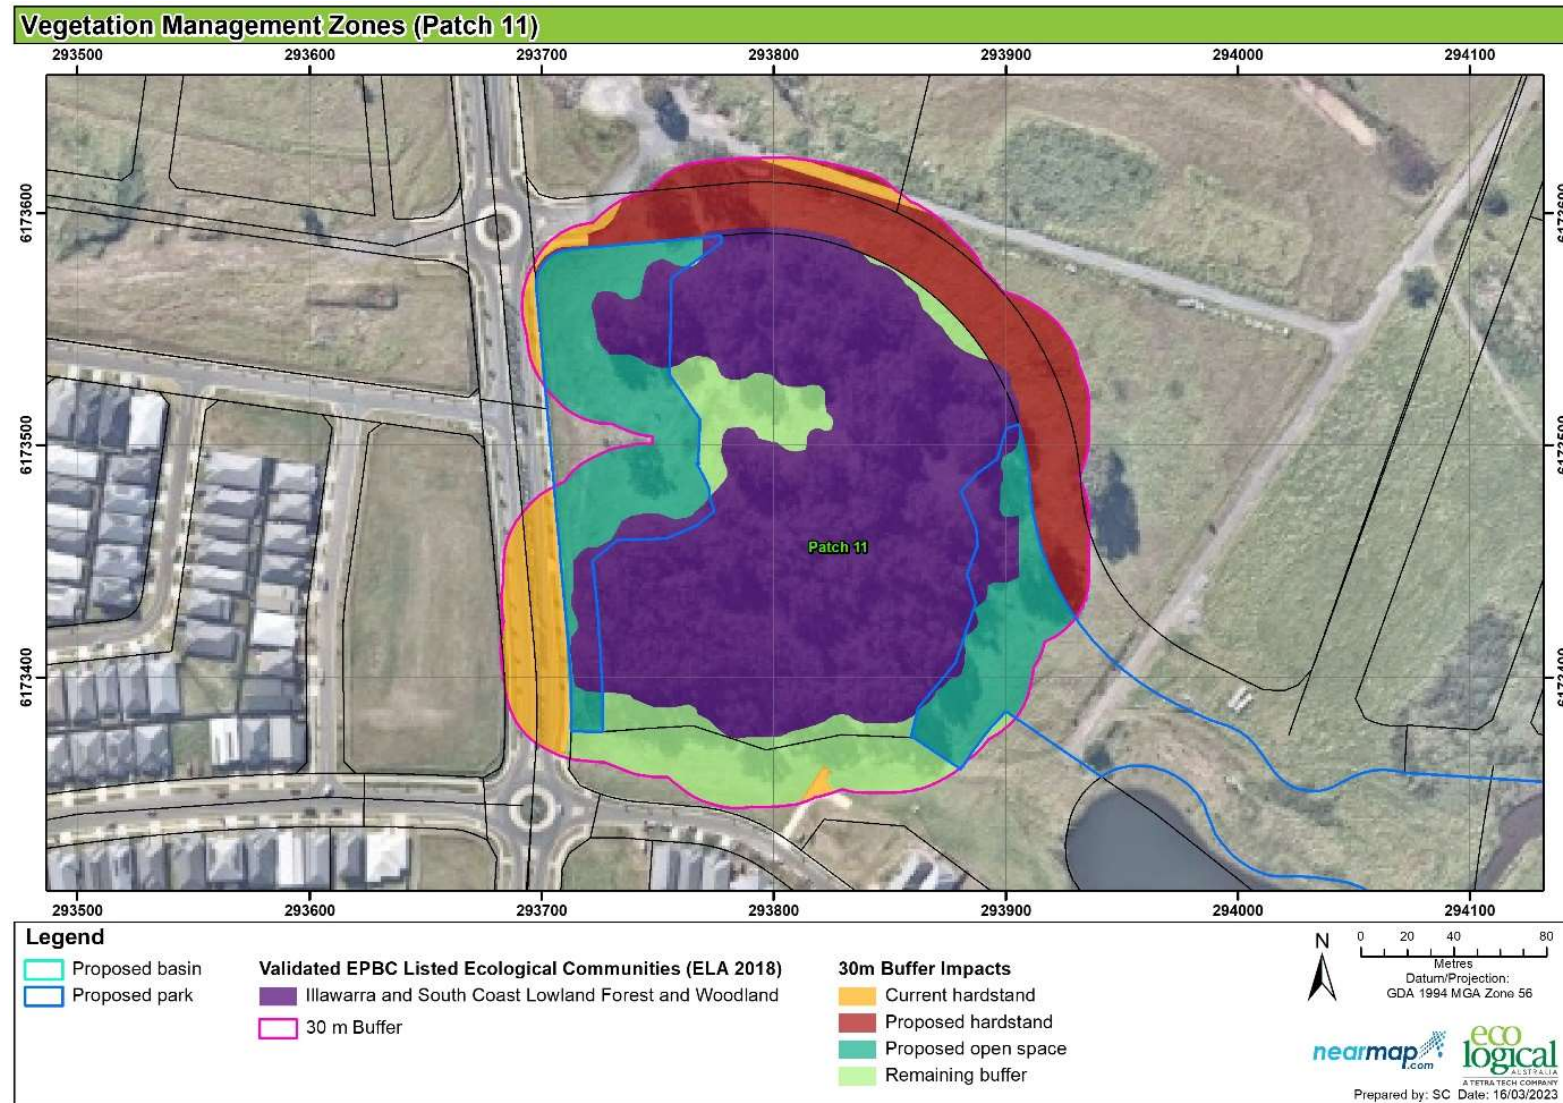 Vegetation Management Zones (Patch 11)
293500 293600 293700 293800 293900 294000 294100
6173600 6173600
6173500 6173500
Patch 11
6173400 6173400
293500 293600 293700 293800 293900 294000 294100
Legend
Proposed basin
Proposed park
Validated EPBC Listed Ecological Communities (ELA 2018)
Illawarra and South Coast Lowland Forest and Woodland
30 m Buffer
30m Buffer Impacts
Current hardstand
Proposed hardstand
Proposed open space
Remaining buffer
N
0 20 40 80
Metres
Datum/Projection:
GDA 1994 MGA Zone 56
nearmap
.com
eco
logical
AUSTRALIA
A TETRA TECH COMPANY
Prepared by: SC Date: 16/03/2023